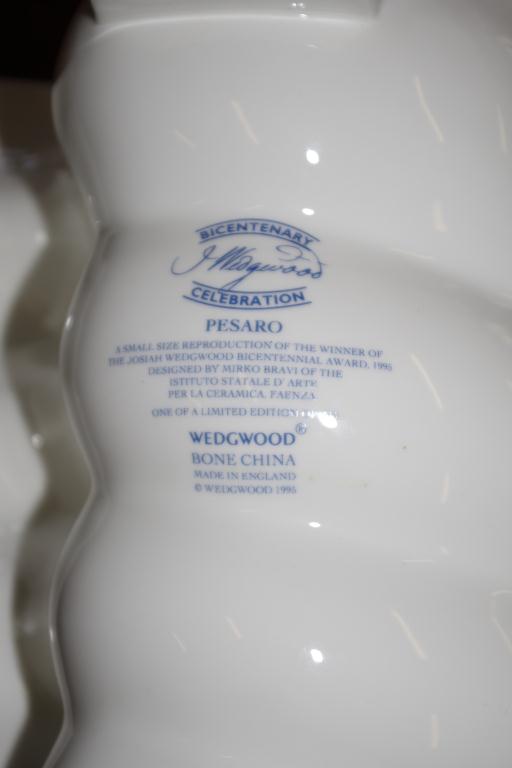 BICENTENARY
J Wedgwood
CELEBRATION
PESARO
A SMALL SIZE REPRODUCTION OF THE WINNER OF
THE JOSIAH WEDGWOOD BICENTENNIAL AWARD, 1995
DESIGNED BY MIRKO BRAVI OF THE
ISTITUTO STATALE D'ARTE
PER LA CERAMICA, FAENZA
ONE OF A LIMITED EDITION
WEDGWOOD®
BONE CHINA
MADE IN ENGLAND
© WEDGWOOD 1995